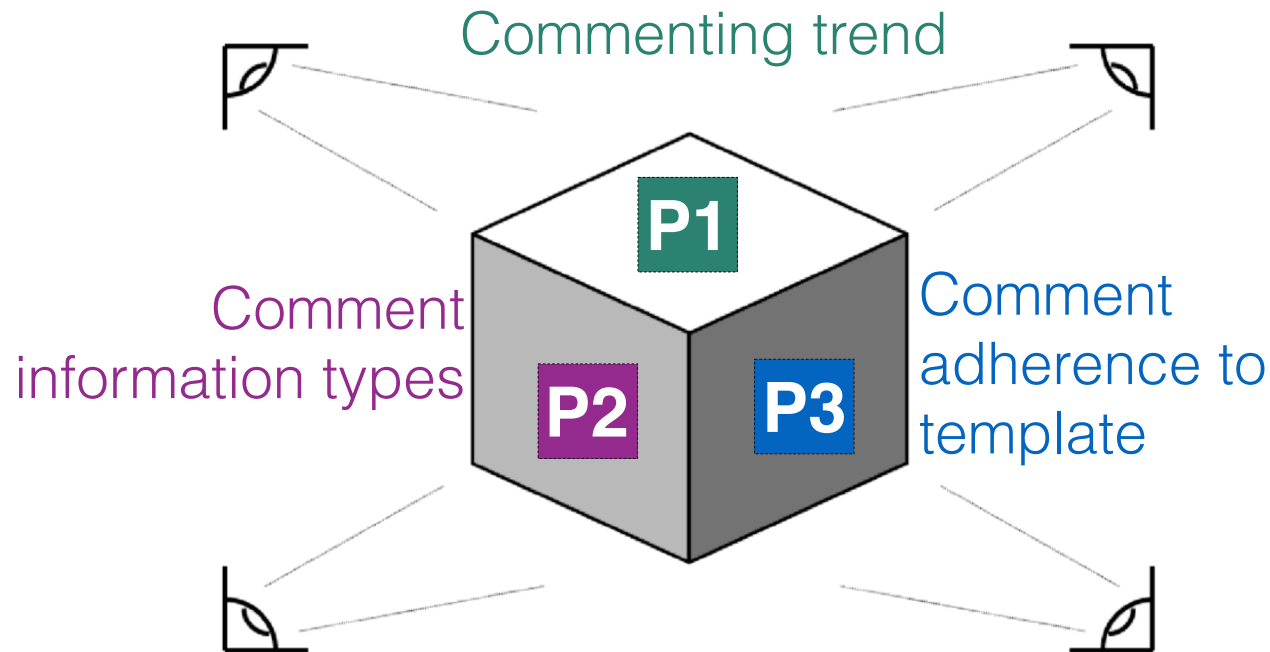 Commenting trend
P1
Comment
information types
P2
P3
Comment
adherence to
template